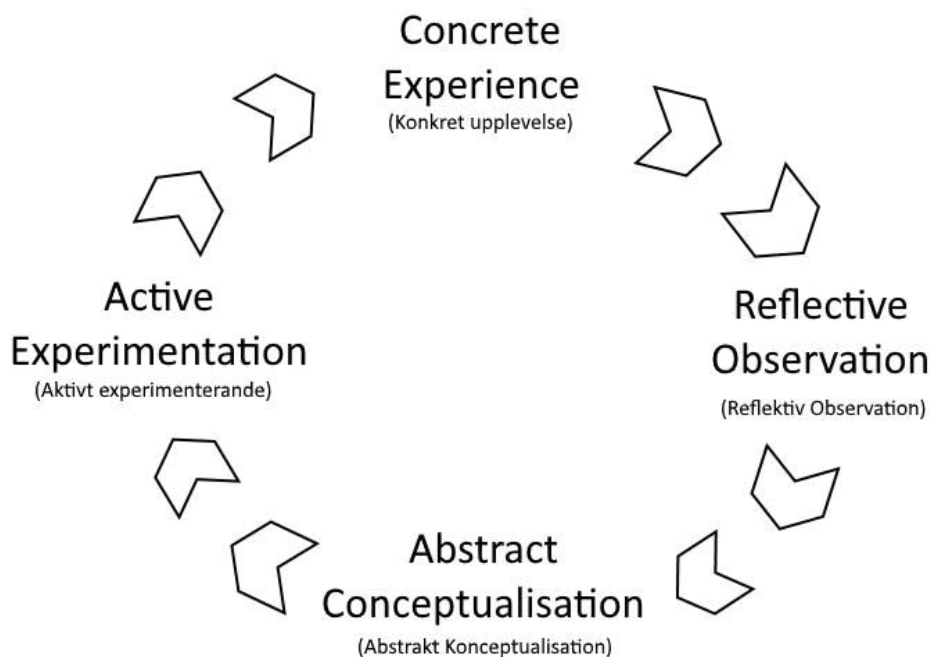 Concrete
Experience
(Konkret upplevelse)
Active
Experimentation
(Aktivt experimenterande)
Reflective
Observation
(Reflektiv Observation)
Abstract
Conceptualisation
(Abstrakt Konceptualisation)